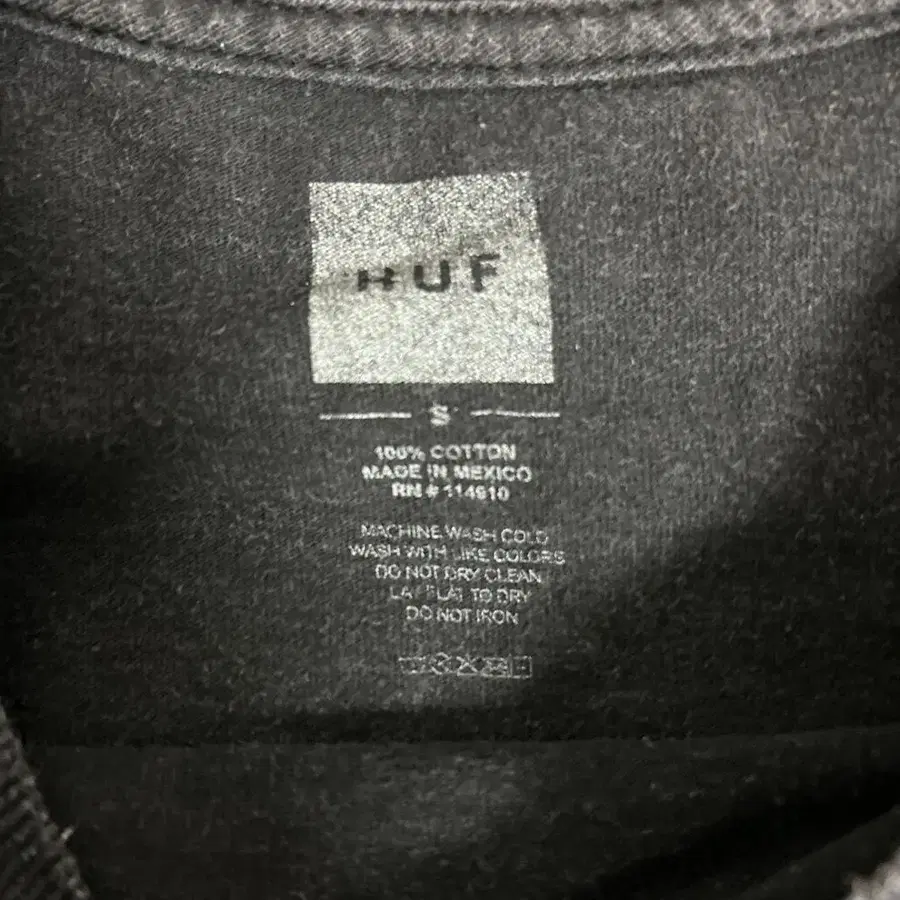 HUF
S
100% COTTON
MADE IN MEXICO
RN # 114910
MACHINE WASH COLD
WASH WITH LIKE COLORS
DO NOT DRY CLEAN
LAY FLAT TO DRY
DO NOT IRON